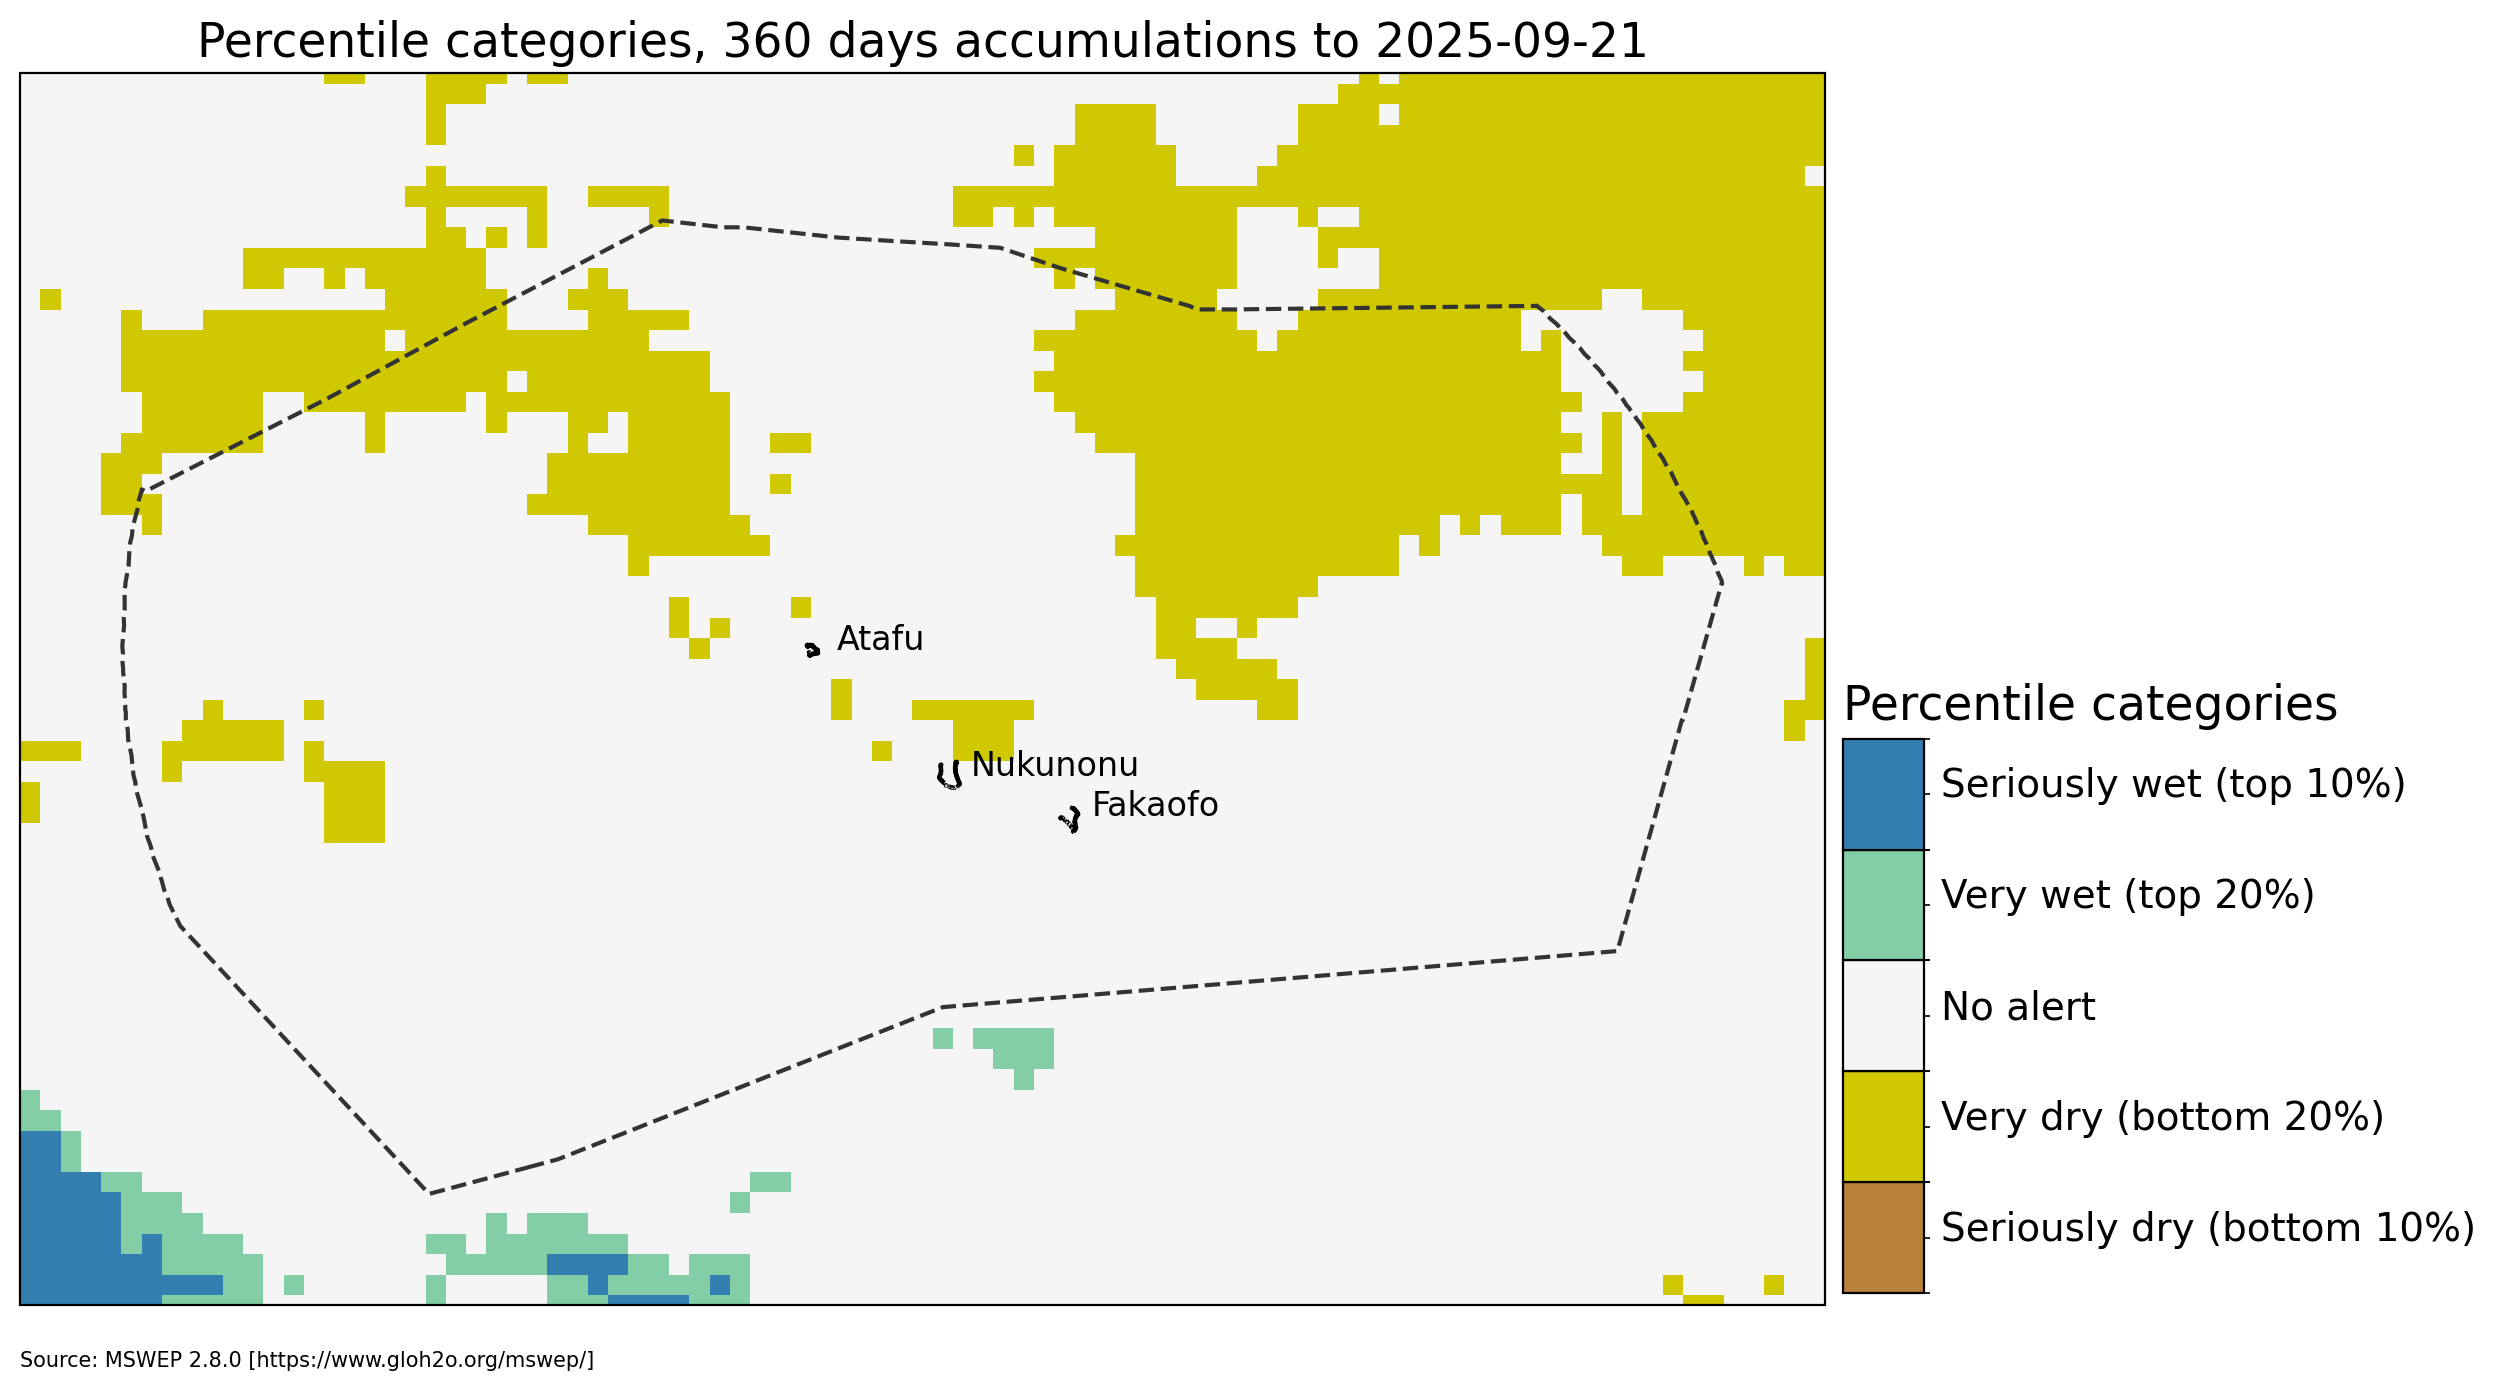 Percentile categories, 360 days accumulations to 2025-09-21
Atafu
Nukunonu
Fakaofo
Percentile categories
Seriously wet (top 10%)
Very wet (top 20%)
No alert
Very dry (bottom 20%)
Seriously dry (bottom 10%)
Source: MSWEP 2.8.0 [https://www.gloh2o.org/mswep/]